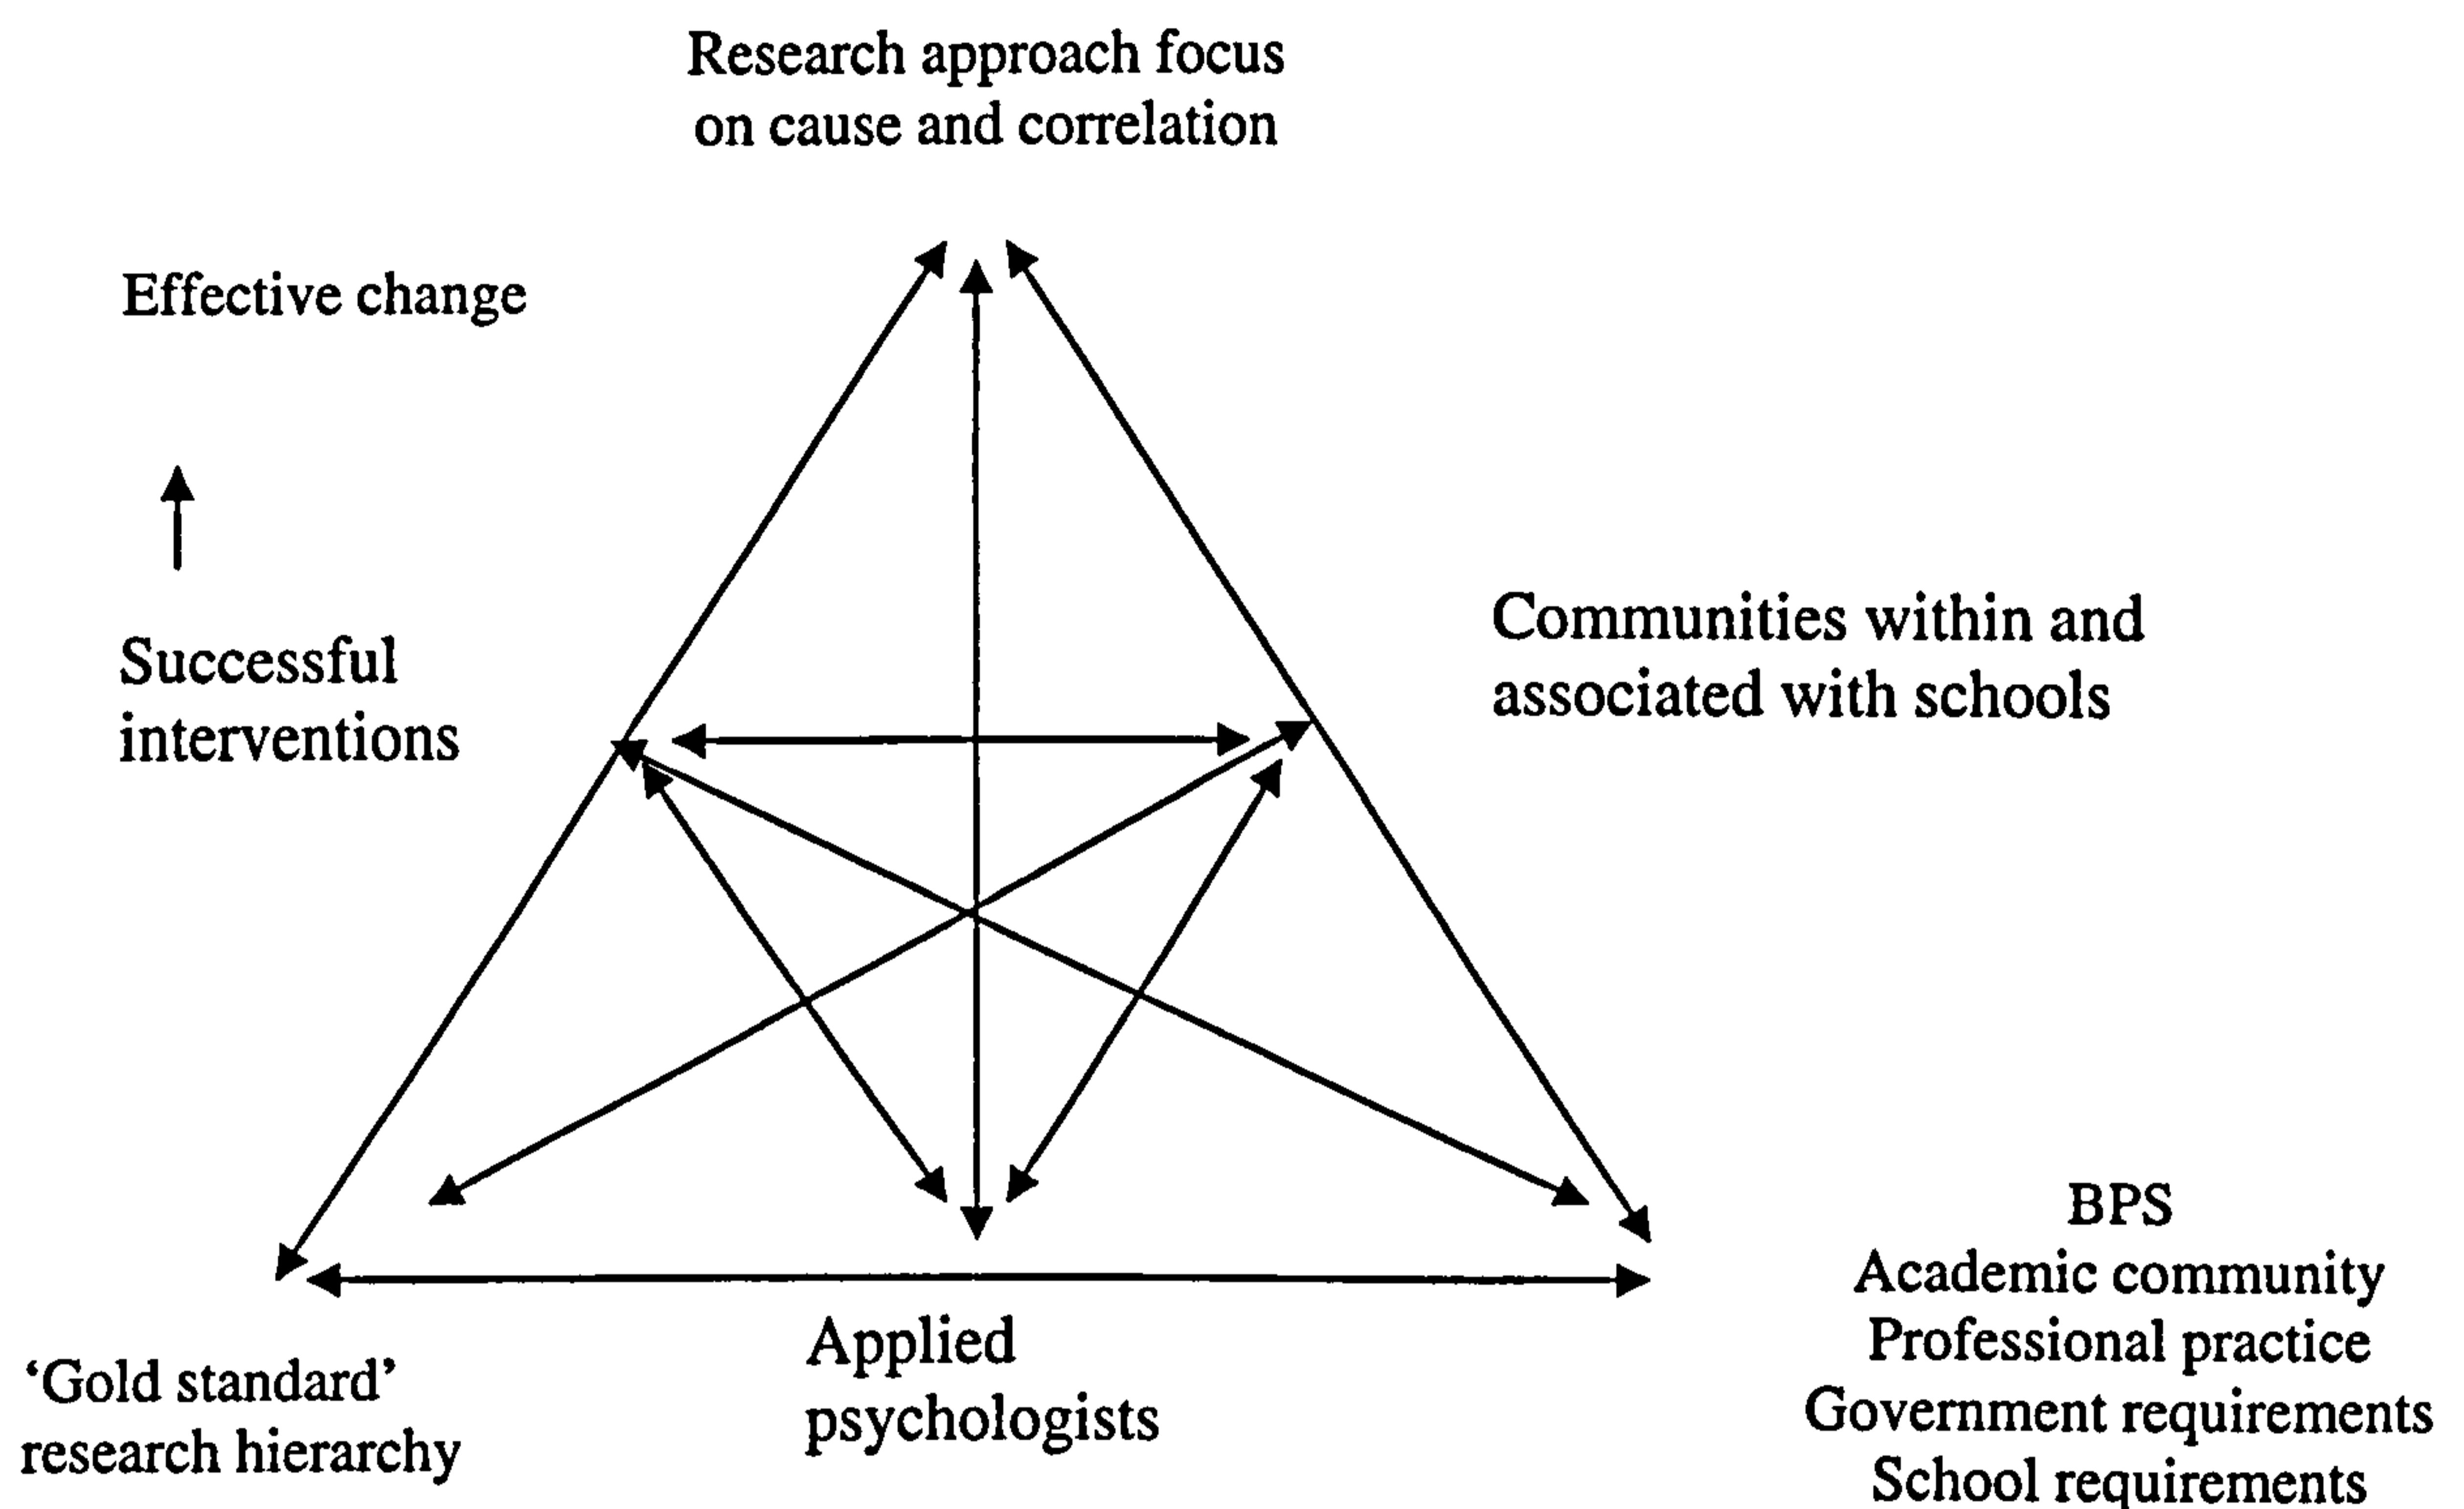 Research approach focus
on cause and correlation
Effective change
Successful
interventions
Communities within and
associated with schools
‘Gold standard’
research hierarchy
Applied
psychologists
BPS
Academic community
Professional practice
Government requirements
School requirements